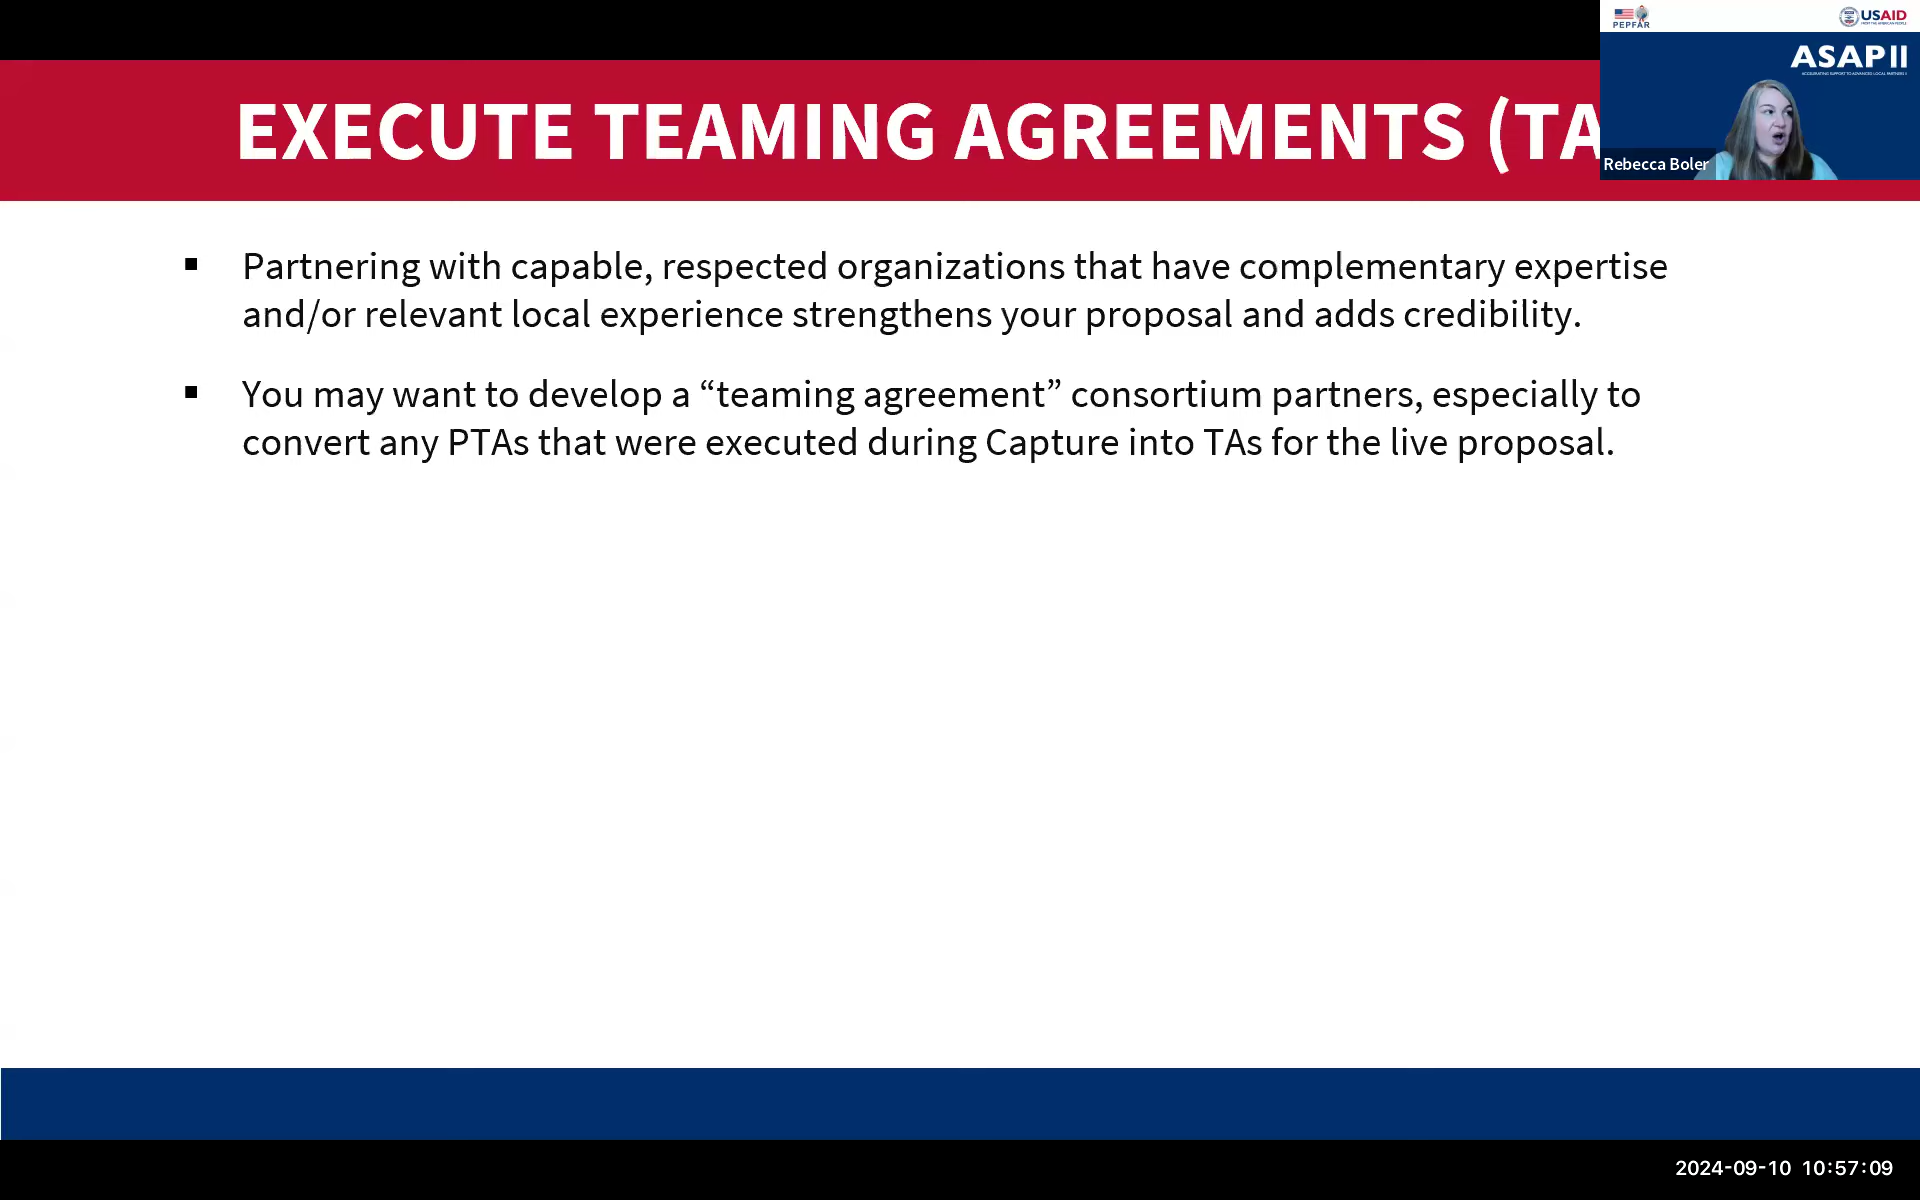 PEPFAR
USAID
ASAP II
ACCELERATING SUPPORT TO ADVANCED LOCAL PARTNERS II
EXECUTE TEAMING AGREEMENTS (TA
Rebecca Boler
▪ Partnering with capable, respected organizations that have complementary expertise
and/or relevant local experience strengthens your proposal and adds credibility.
▪ You may want to develop a “teaming agreement” consortium partners, especially to
convert any PTAs that were executed during Capture into TAs for the live proposal.
2024-09-10 10:57:09